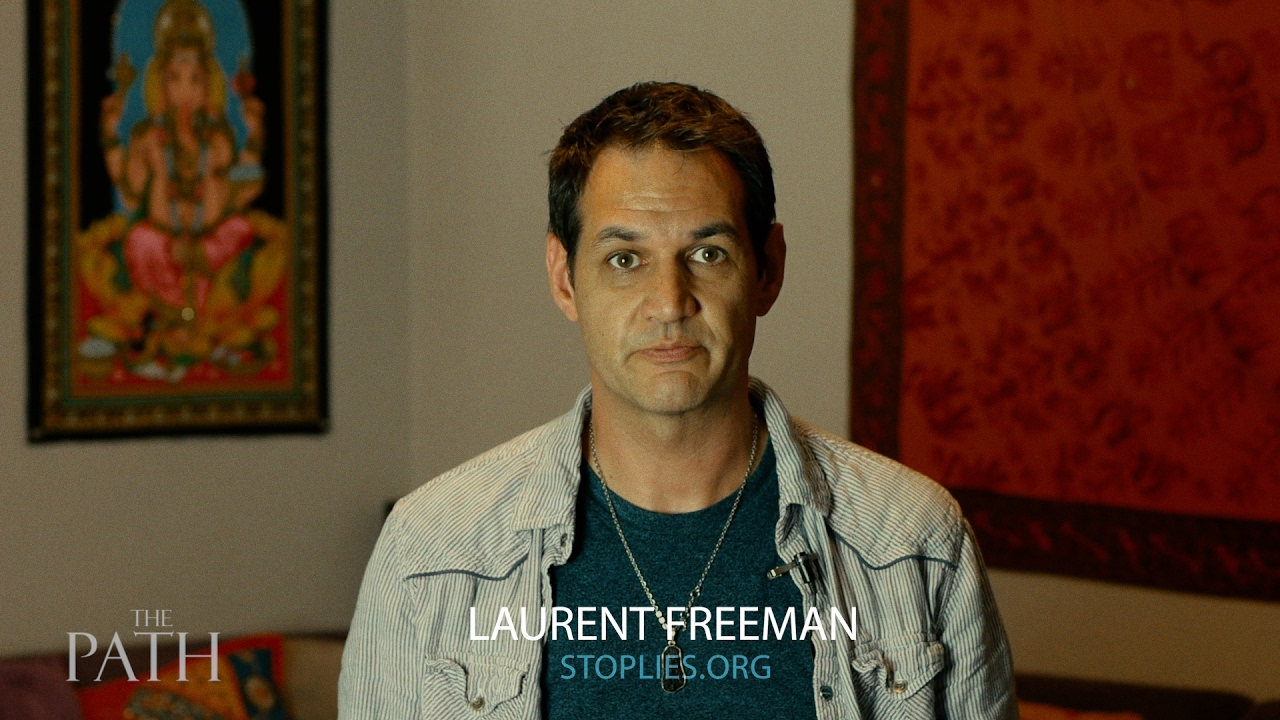 THE
PATH
LAURENT FREEMAN
STOPLIES.ORG